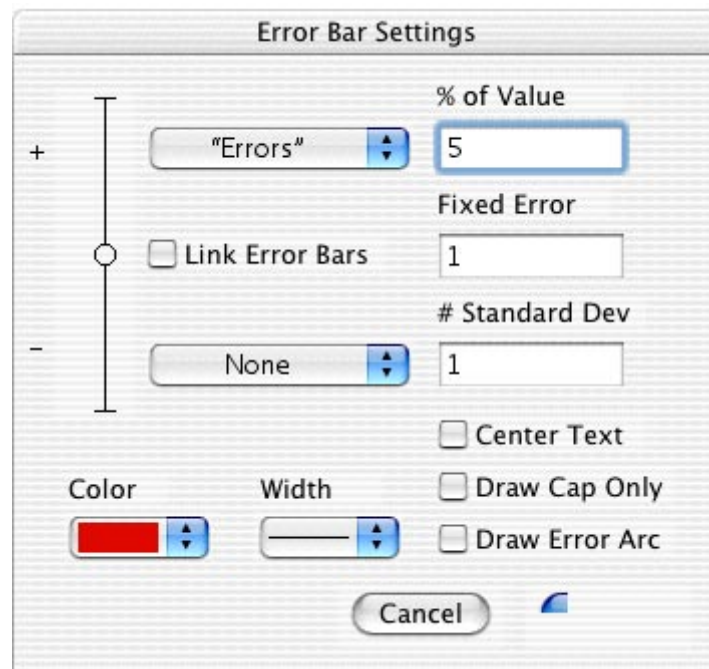 Error Bar Settings
% of Value
+
“Errors”
5
Fixed Error
Link Error Bars
1
# Standard Dev
–
None
1
Center Text
Color
Width
Draw Cap Only
Draw Error Arc
Cancel